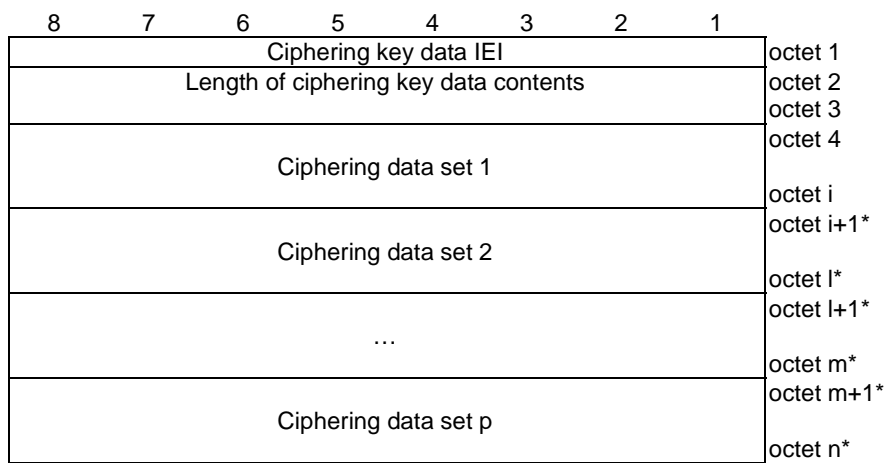 8 7 6 5 4 3 2 1
Ciphering key data IEI octet 1
Length of ciphering key data contents octet 2
octet 3
octet 4
Ciphering data set 1
octet i
octet i+1*
Ciphering data set 2
octet l*
octet l+1*
…
octet m*
octet m+1*
Ciphering data set p
octet n*